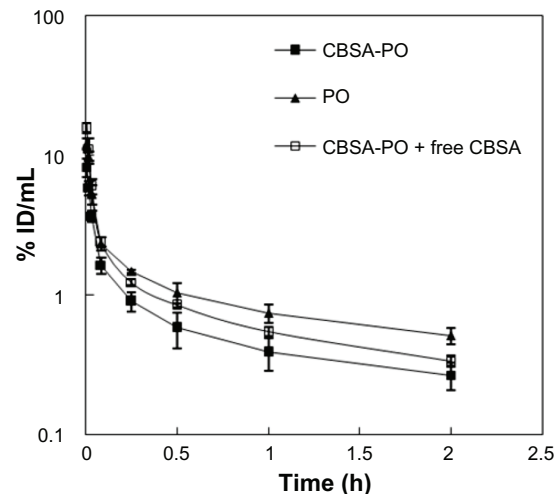 100
10
1
0.1
% ID/mL
CBSA-PO
PO
CBSA-PO + free CBSA
0 0.5 1 1.5 2 2.5
Time (h)